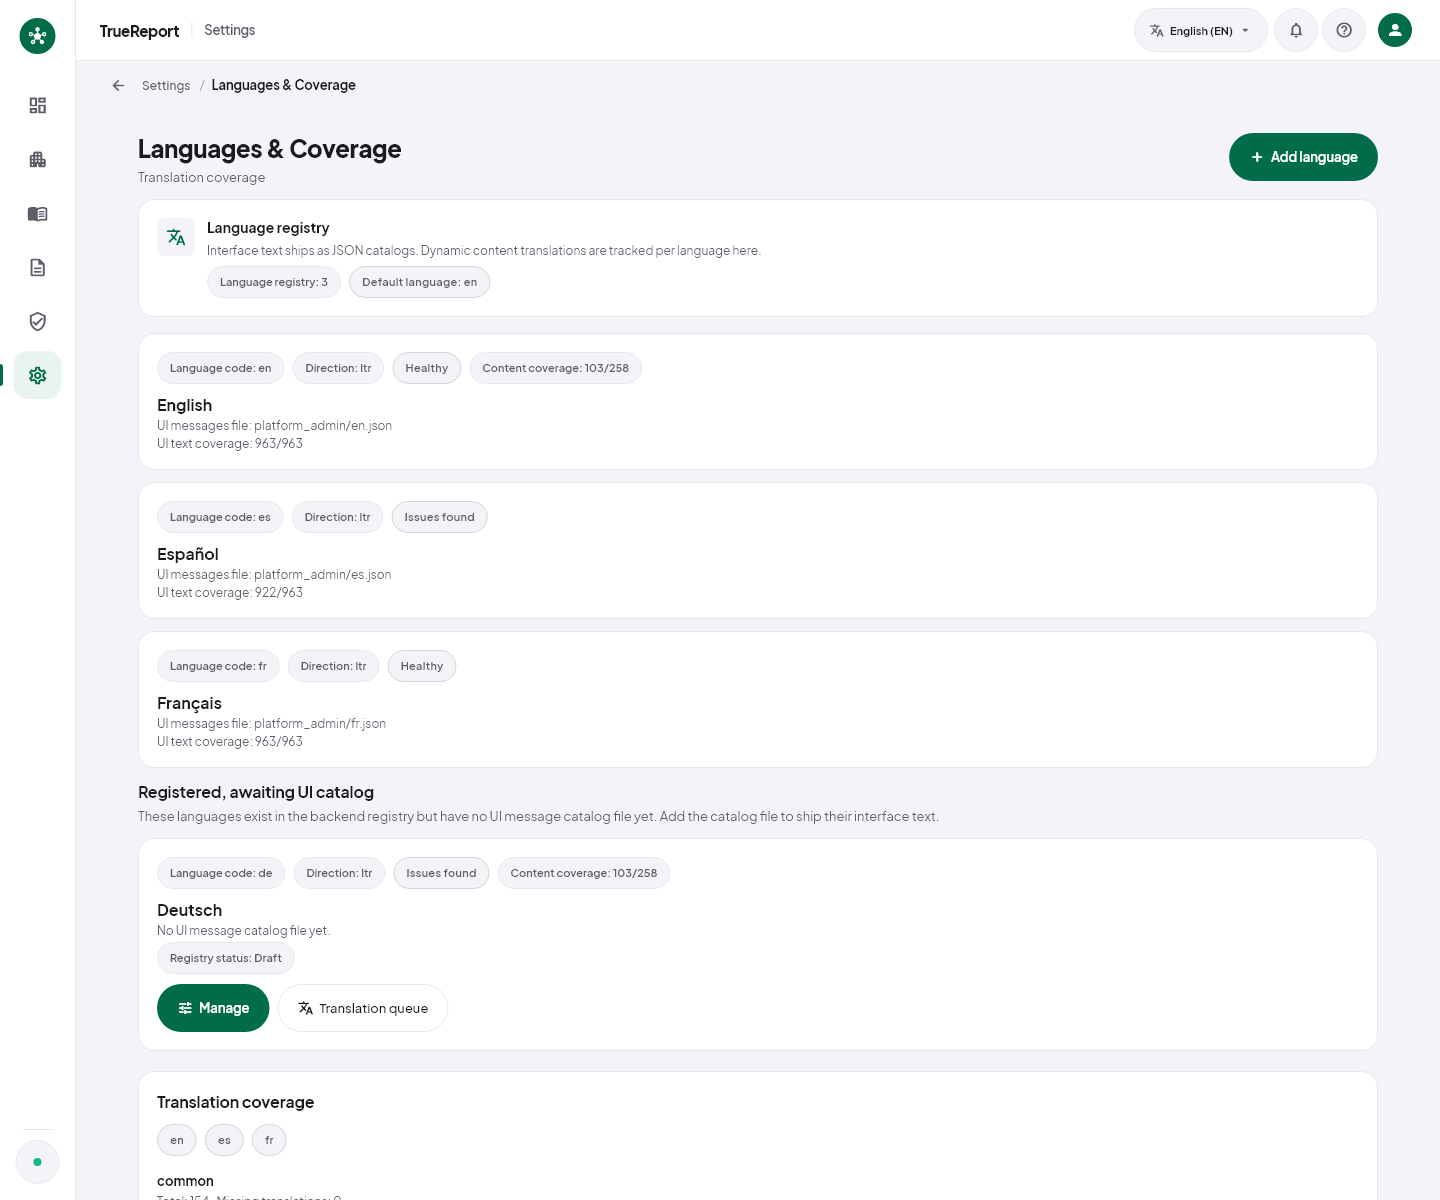 TrueReport
Settings
English (EN)
Settings / Languages & Coverage
Languages & Coverage
Translation coverage
+ Add language
Language registry
Interface text ships as JSON catalogs. Dynamic content translations are tracked per language here.
Language registry: 3
Default language: en
Language code: en
Direction: ltr
Healthy
Content coverage: 103/258
English
UI messages file: platform_admin/en.json
UI text coverage: 963/963
Language code: es
Direction: ltr
Issues found
Español
UI messages file: platform_admin/es.json
UI text coverage: 922/963
Language code: fr
Direction: ltr
Healthy
Français
UI messages file: platform_admin/fr.json
UI text coverage: 963/963
Registered, awaiting UI catalog
These languages exist in the backend registry but have no UI message catalog file yet. Add the catalog file to ship their interface text.
Language code: de
Direction: ltr
Issues found
Content coverage: 103/258
Deutsch
No UI message catalog file yet.
Registry status: Draft
Manage
Translation queue
Translation coverage
en
es
fr
common
Total: 154 · Missing translations: 0